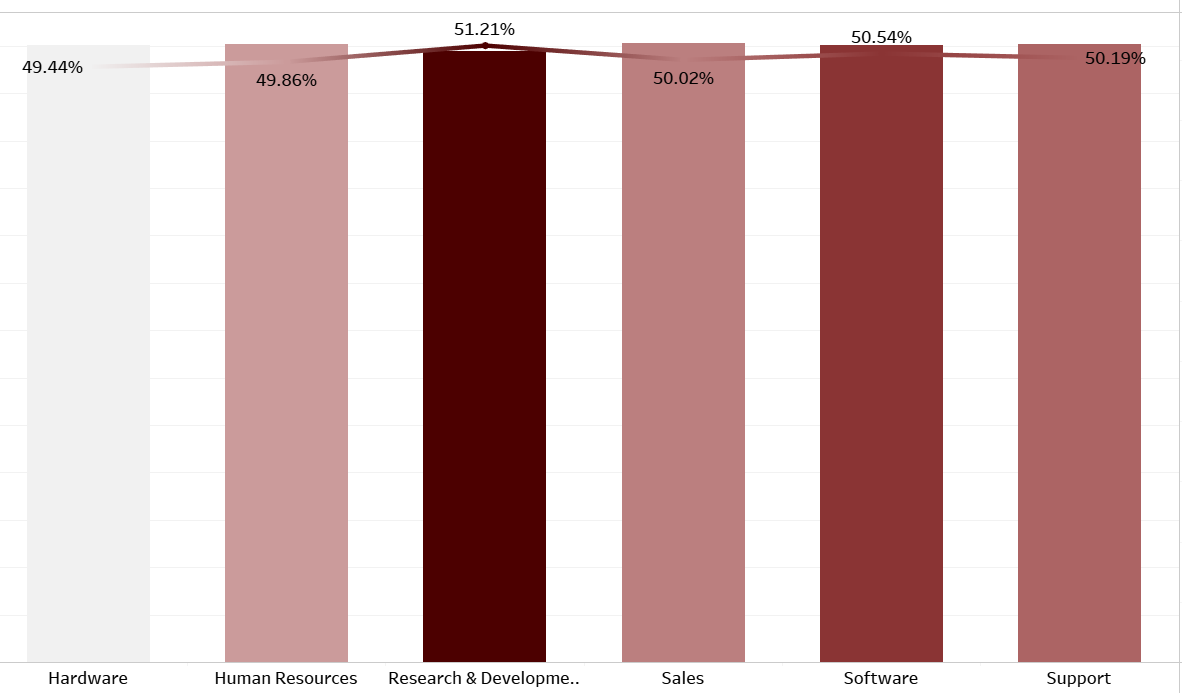 49.44%
49.86%
51.21%
50.02%
50.54%
50.19%
Hardware
Human Resources
Research & Developme..
Sales
Software
Support